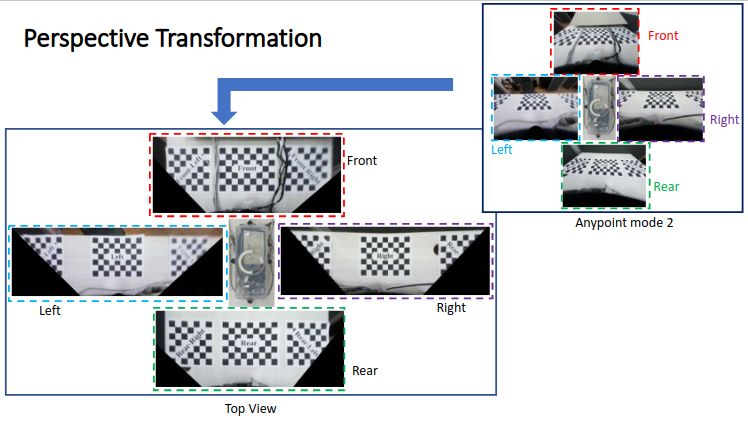 Perspective Transformation
Front
Left
Right
Rear
Anypoint mode 2
Front Left
Front
Front Right
Front
Left
Left
Right
Rear
Right
Rear Right
Rear
Rear Left
Rear
Top View